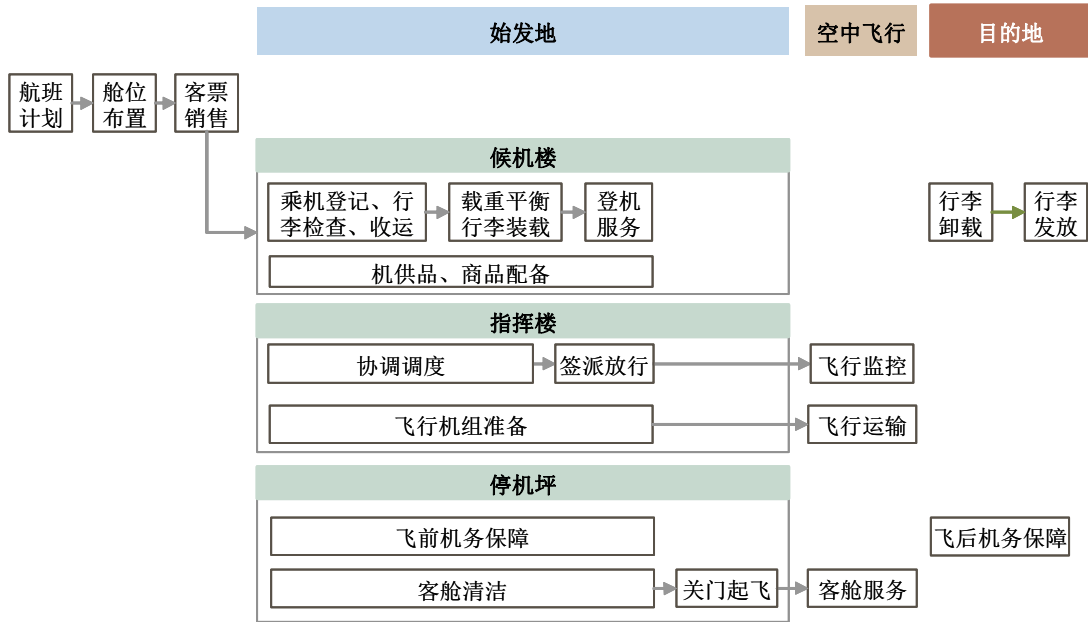 始发地
空中飞行
目的地
航班
计划
舱位
布置
客票
销售
候机楼
乘机登记、行
李检查、收运
载重平衡
行李装载
登机
服务
行李
卸载
行李
发放
机供品、商品配备
指挥楼
协调调度
签派放行
飞行监控
飞行机组准备
飞行运输
停机坪
飞前机务保障
飞后机务保障
客舱清洁
关门起飞
客舱服务